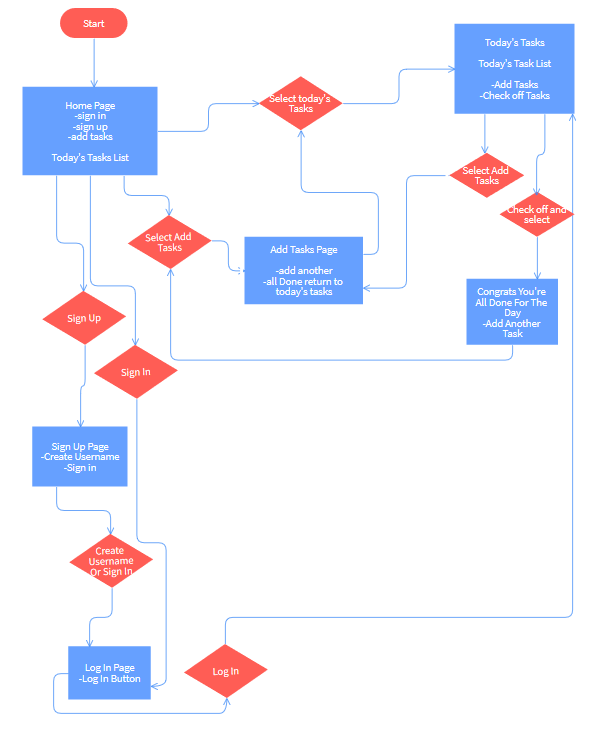 Start
Home Page
-sign in
-sign up
-add tasks
Today's Tasks List
Select today's
Tasks
Today's Tasks
Today's Task List
-Add Tasks
-Check off Tasks
Select Add
Tasks
Check off and
select
Select Add
Tasks
Add Tasks Page
-add another
-all Done return to
today's tasks
Congrats You're
All Done For The
Day
-Add Another
Task
Sign Up
Sign In
Sign Up Page
-Create Username
-Sign in
Create
Username
Or Sign In
Log In Page
-Log In Button
Log In